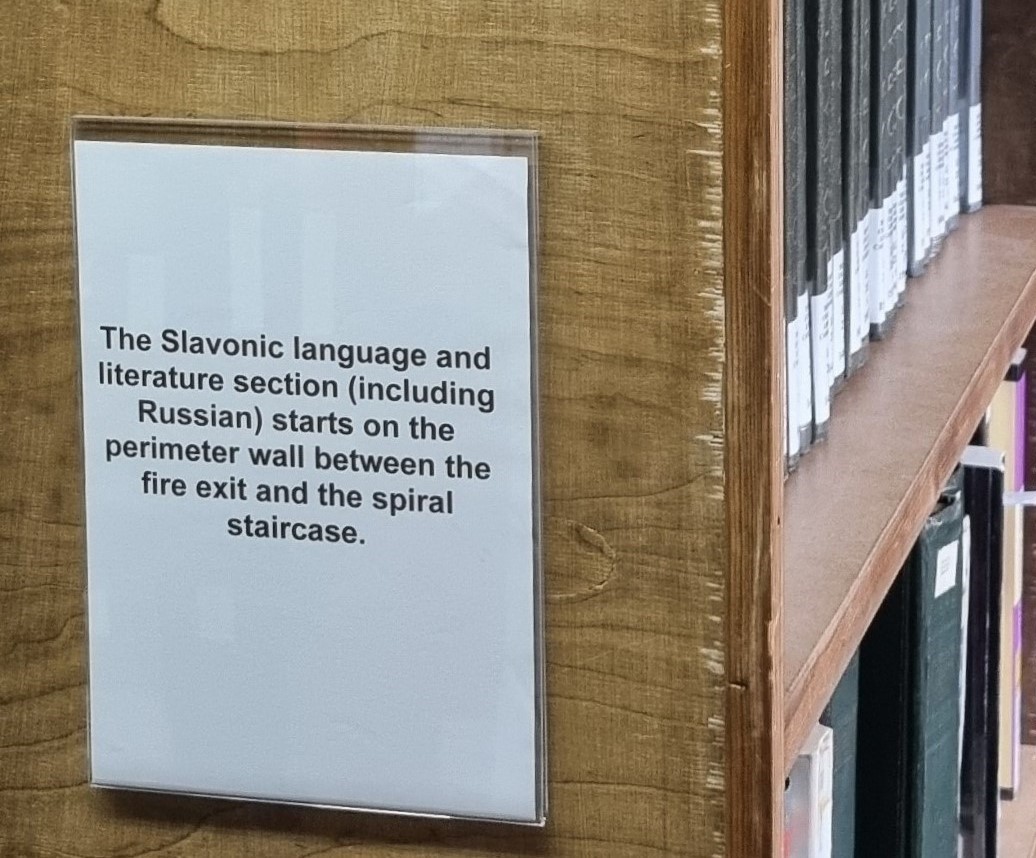 The Slavonic language and
literature section (including
Russian) starts on the
perimeter wall between the
fire exit and the spiral
staircase.